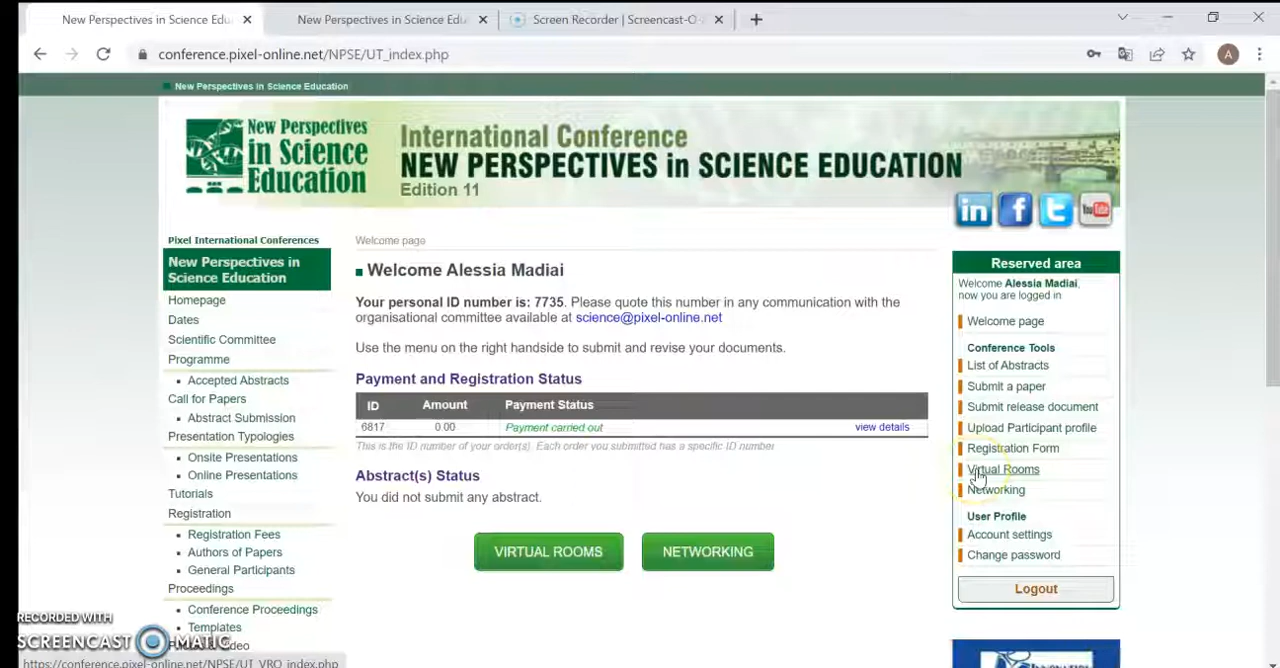 New Perspectives in Science Edu
New Perspectives in Science Edu
Screen Recorder | Screencast-O-
conference.pixel-online.net/NPSE/UT_index.php
A
New Perspectives in Science Education
New Perspectives
in Science
Education
International Conference
NEW PERSPECTIVES in SCIENCE EDUCATION
Edition 11
in
f
t
You Tube
Pixel International Conferences
New Perspectives in
Science Education
Homepage
Dates
Scientific Committee
Programme
Accepted Abstracts
Call for Papers
Abstract Submission
Presentation Typologies
Onsite Presentations
Online Presentations
Tutorials
Registration
Registration Fees
Authors of Papers
General Participants
Proceedings
Conference Proceedings
Templates
Welcome page
Welcome Alessia Madiai
Your personal ID number is: 7735. Please quote this number in any communication with the
organisational committee available at science@pixel-online.net
Use the menu on the right handside to submit and revise your documents.
Payment and Registration Status
ID Amount Payment Status
6817 0.00 Payment carried out view details
This is the ID number of your order(s). Each order you submitted has a specific ID number
Abstract(s) Status
You did not submit any abstract.
VIRTUAL ROOMS NETWORKING
Reserved area
Welcome Alessia Madiai,
now you are logged in
Welcome page
Conference Tools
List of Abstracts
Submit a paper
Submit release document
Upload Participant profile
Registration Form
Virtual Rooms
Networking
User Profile
Account settings
Change password
Logout
RECORDED WITH
SCREENCAST MATIC
https://conference.pixel-online.net/NPSE/UT_VRO_index.php